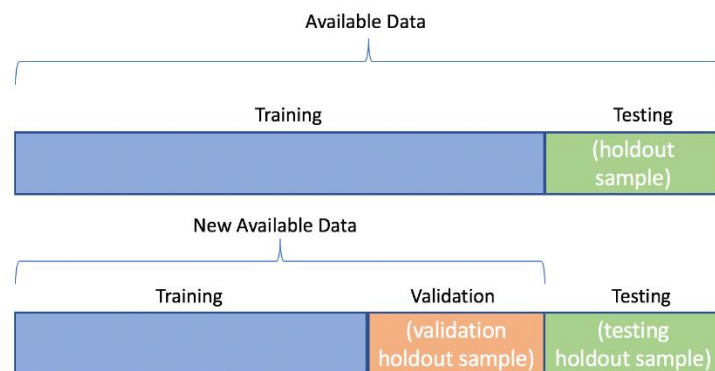 Available Data
Training Testing
(holdout
sample)
New Available Data
Training Validation Testing
(validation
holdout sample)
(testing
holdout sample)